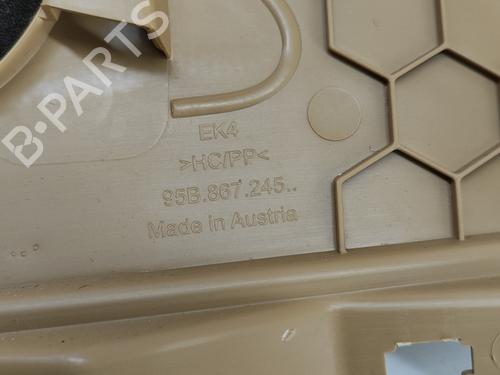 B-PARTS
EK4
>HC/PP<
95B.867.245..
Made in Austria